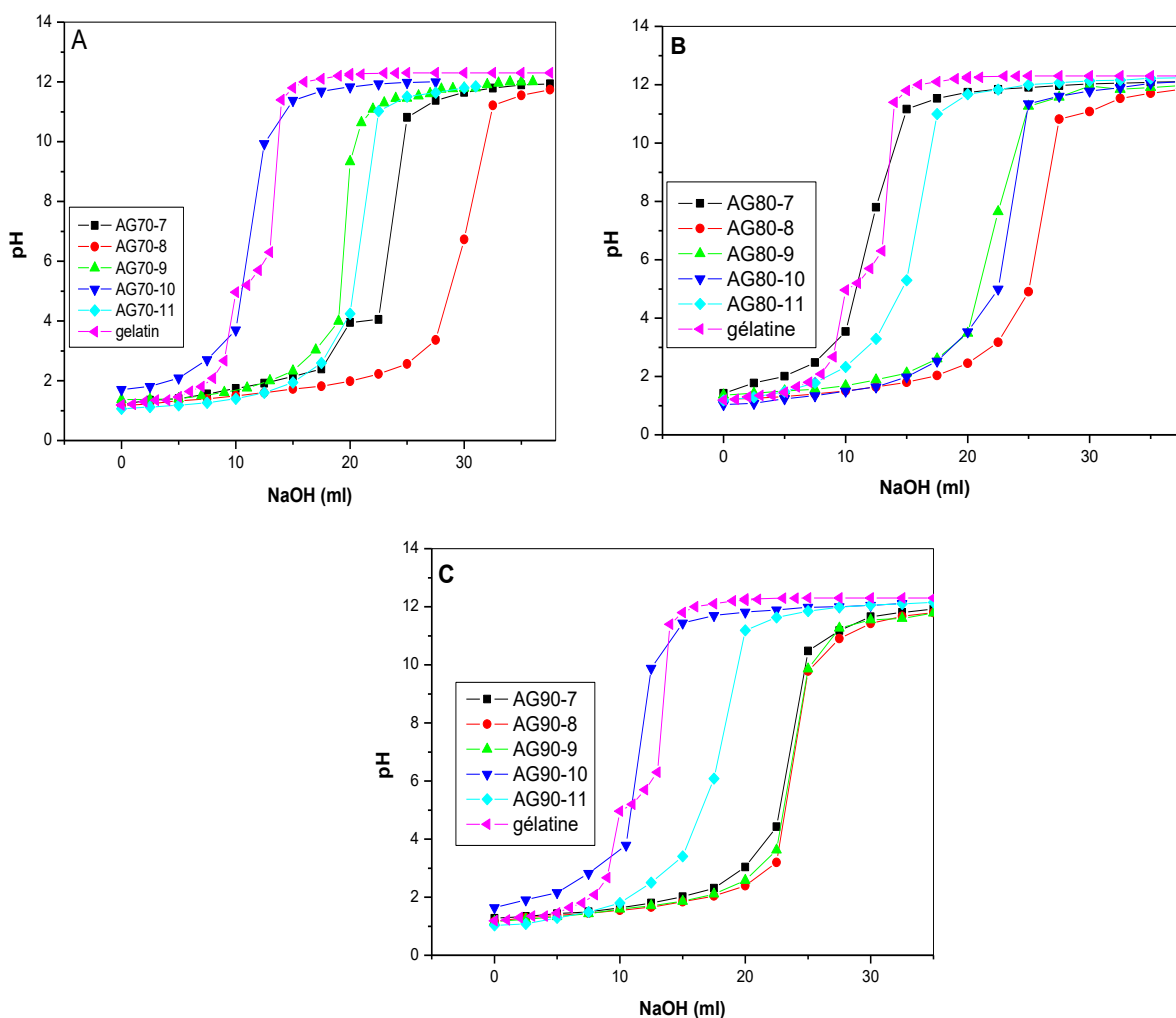 A
14
12
10
8
6
4
2
0
pH
AG70-7
AG70-8
AG70-9
AG70-10
AG70-11
gelatin
0 10 20 30
NaOH (ml)
B
14
12
10
8
6
4
2
0
pH
AG80-7
AG80-8
AG80-9
AG80-10
AG80-11
gélatine
0 10 20 30
NaOH (ml)
C
14
12
10
8
6
4
2
0
pH
AG90-7
AG90-8
AG90-9
AG90-10
AG90-11
gélatine
0 10 20 30
NaOH (ml)